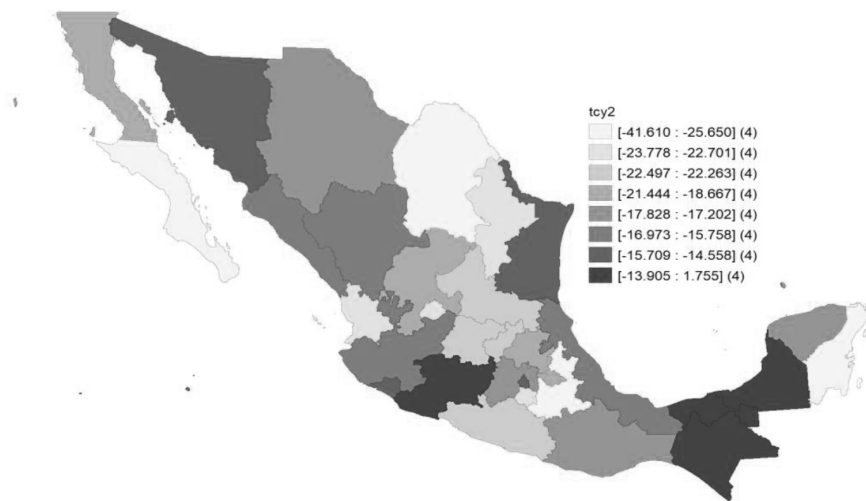 tcy2
[-41.610 : -25.650] (4)
[-23.778 : -22.701] (4)
[-22.497 : -22.263] (4)
[-21.444 : -18.667] (4)
[-17.828 : -17.202] (4)
[-16.973 : -15.758] (4)
[-15.709 : -14.558] (4)
[-13.905 : 1.755] (4)